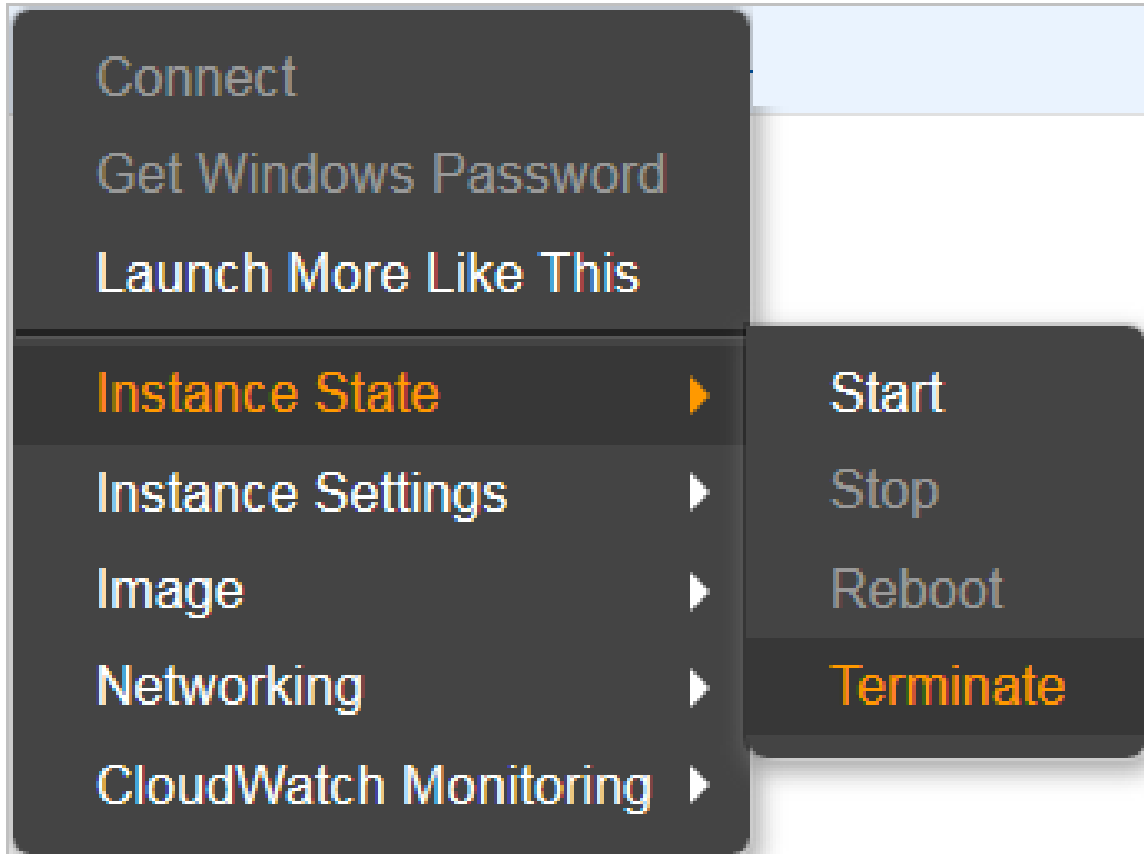 Connect
Get Windows Password
Launch More Like This
Instance State
Instance Settings
Image
Networking
CloudWatch Monitoring
Start
Stop
Reboot
Terminate